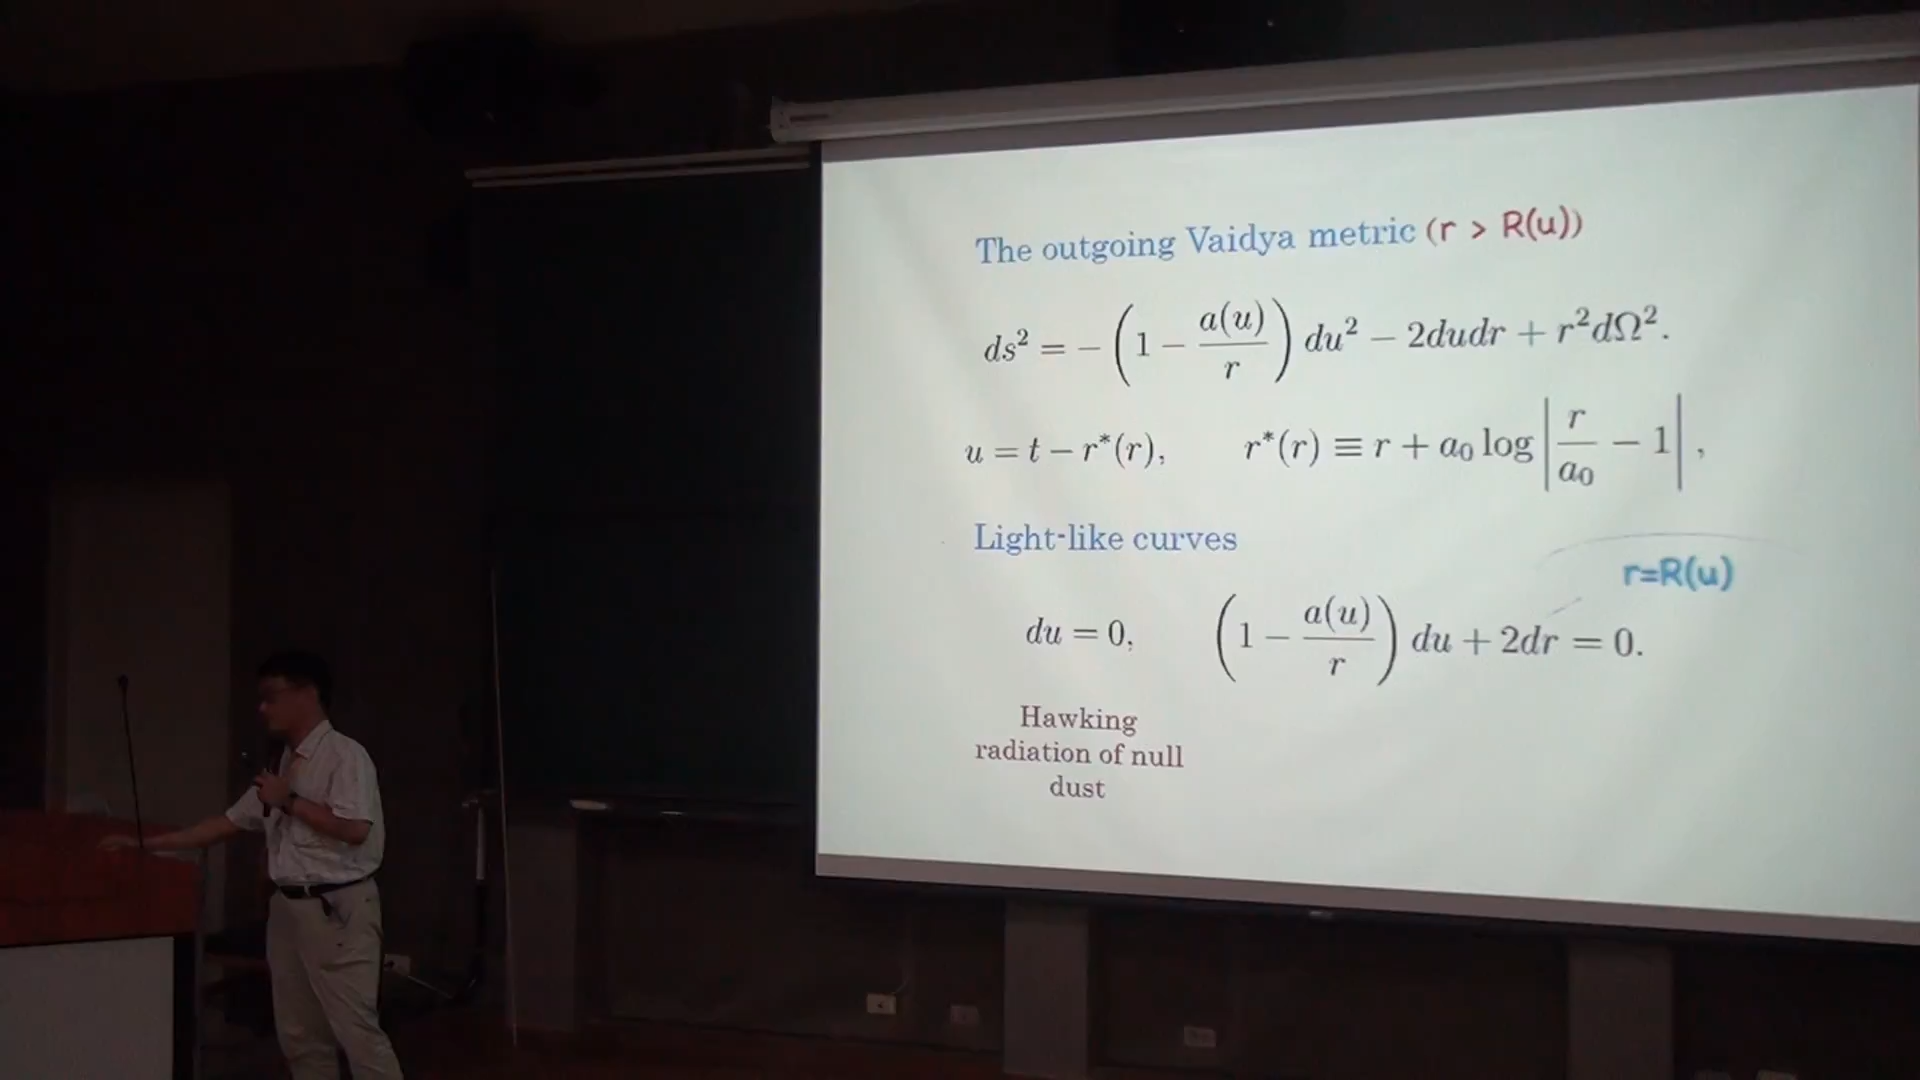 The outgoing Vaidya metric (r > R(u))
ds² = − (1 − a(u)/r) du² − 2dudr + r²dΩ².
u = t − r*(r), r*(r) ≡ r + a₀ log |r/a₀ − 1|,
Light-like curves
r=R(u)
du = 0, (1 − a(u)/r) du + 2dr = 0.
Hawking
radiation of null
dust